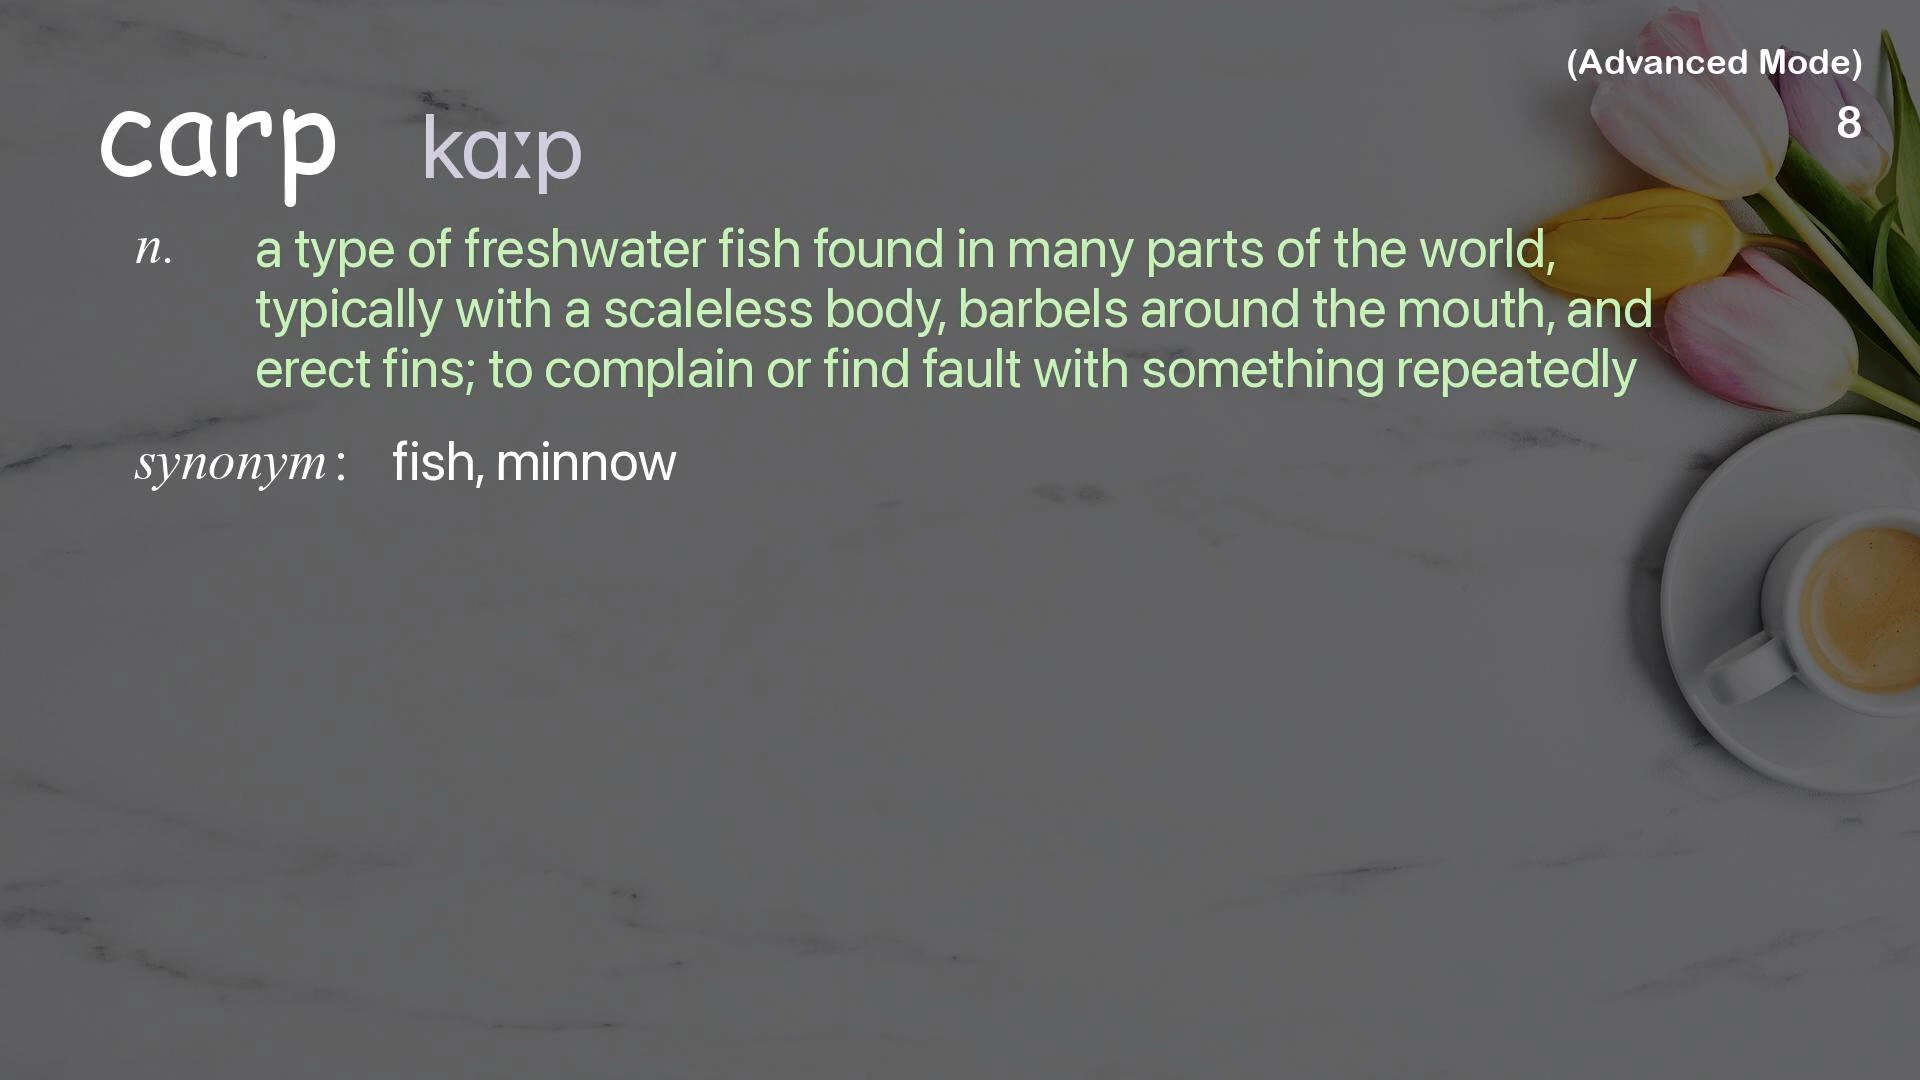 (Advanced Mode)
8
carp kɑːp
n. a type of freshwater fish found in many parts of the world,
typically with a scaleless body, barbels around the mouth, and
erect fins; to complain or find fault with something repeatedly
synonym: fish, minnow